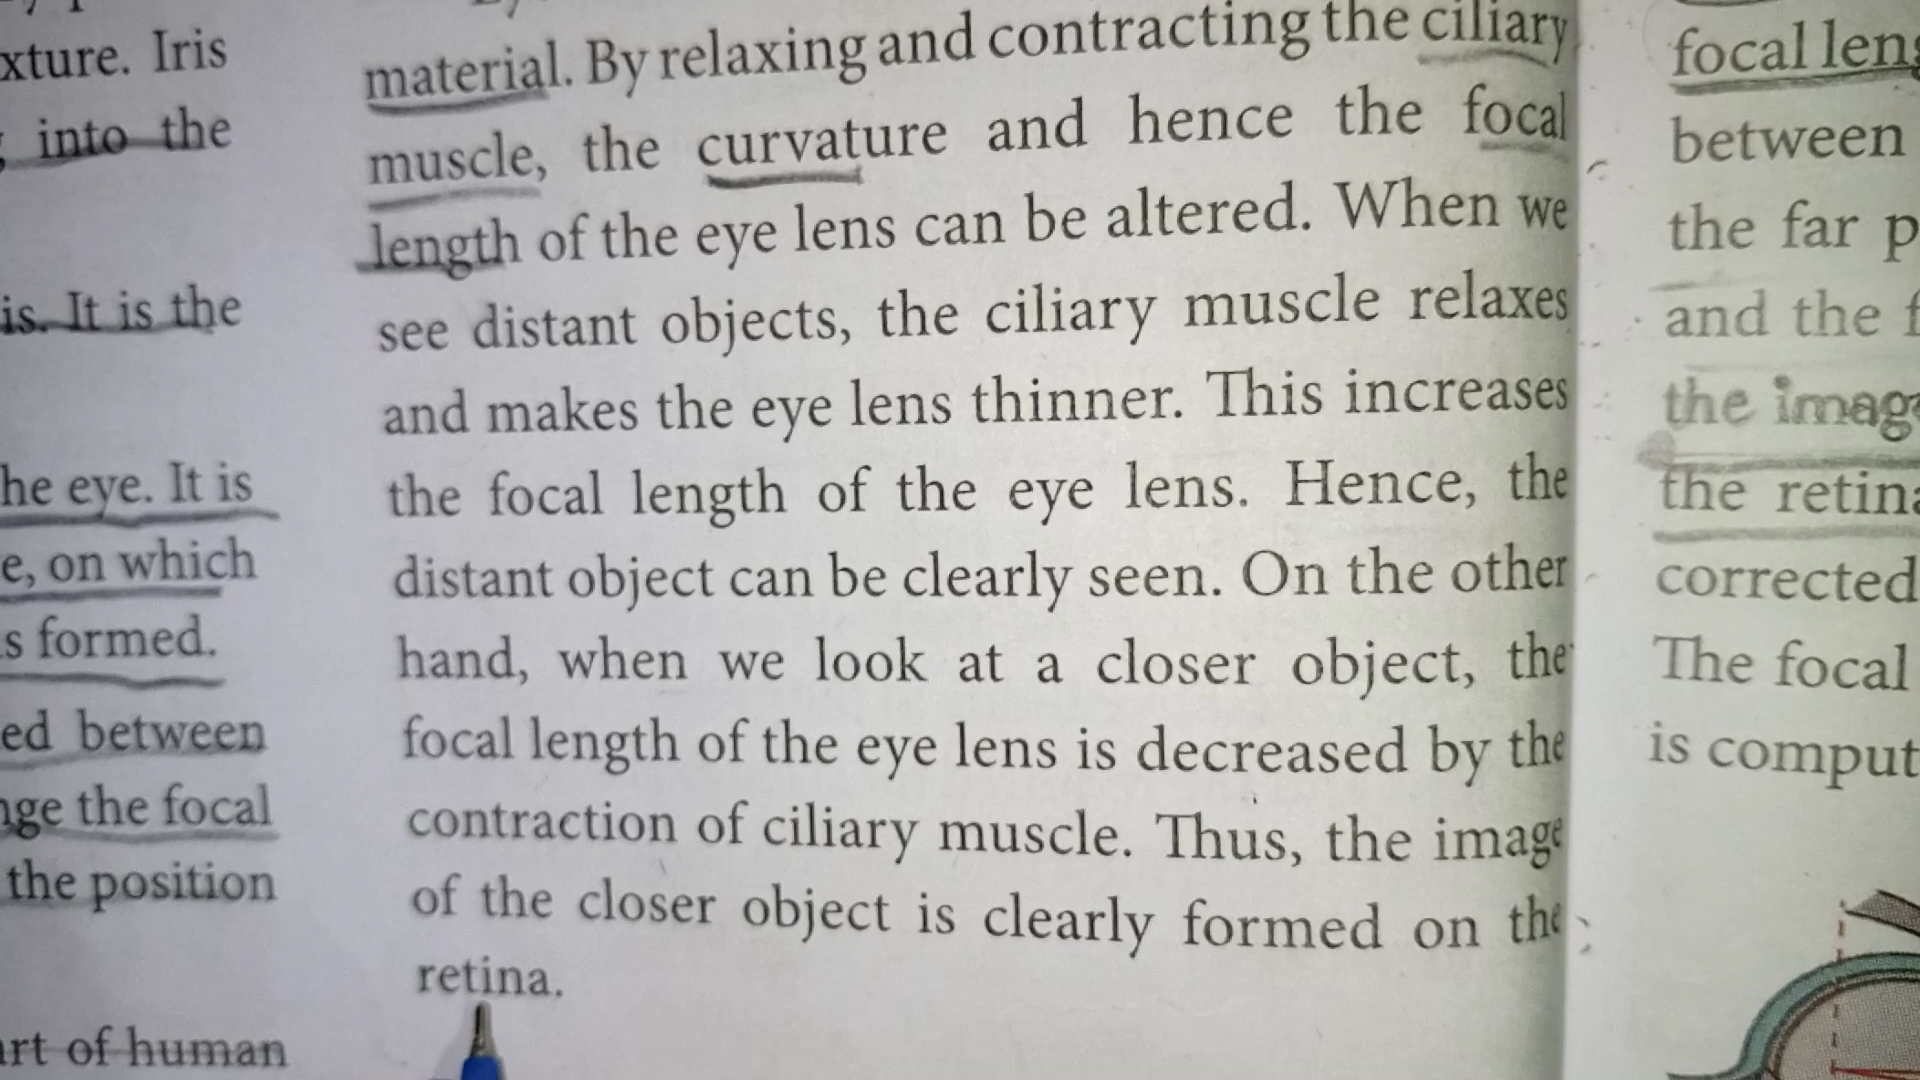 xture. Iris
into the
is. It is the
he eye. It is
e, on which
s formed.
ed between
nge the focal
the position
art of human
material. By relaxing and contracting the ciliary
muscle, the curvature and hence the focal
length of the eye lens can be altered. When we
see distant objects, the ciliary muscle relaxes
and makes the eye lens thinner. This increases
the focal length of the eye lens. Hence, the
distant object can be clearly seen. On the other
hand, when we look at a closer object, the
focal length of the eye lens is decreased by the
contraction of ciliary muscle. Thus, the image
of the closer object is clearly formed on the
retina.
focal leng
between
the far p
and the f
the image
the retina
corrected
The focal
is comput